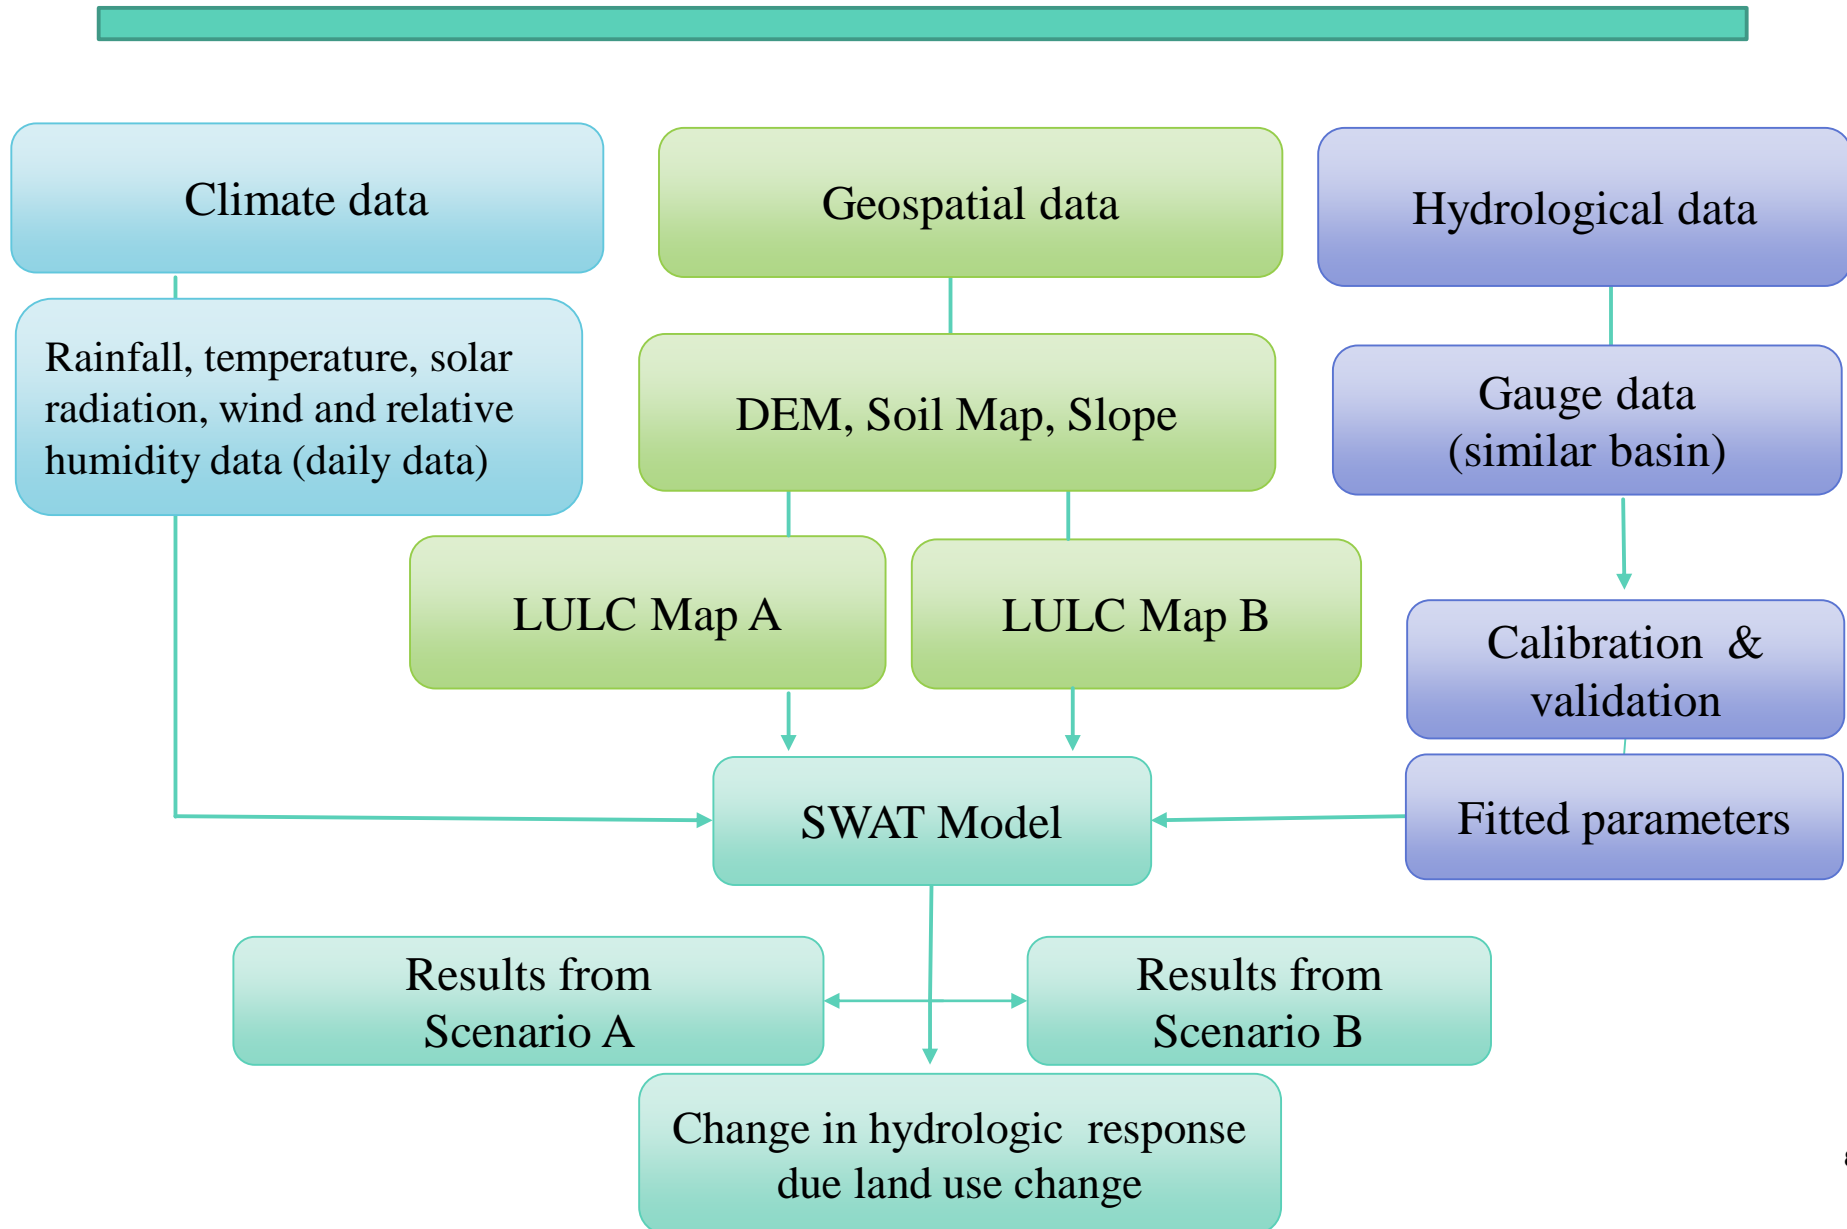 Climate data
Geospatial data
Hydrological data
Rainfall, temperature, solar
radiation, wind and relative
humidity data (daily data)
DEM, Soil Map, Slope
Gauge data
(similar basin)
LULC Map A
LULC Map B
Calibration & 
validation
SWAT Model
Fitted parameters
Results from
Scenario A
Results from
Scenario B
Change in hydrologic response
due land use change